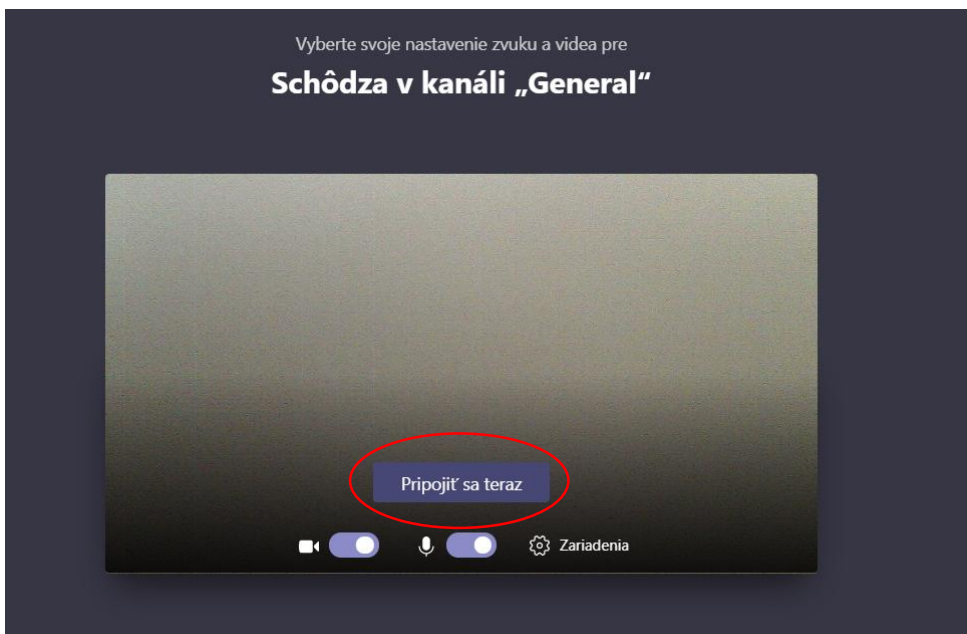 Vyberte svoje nastavenie zvuku a videa pre
Schôdza v kanáli „General“
Pripojiť sa teraz
Zariadenia